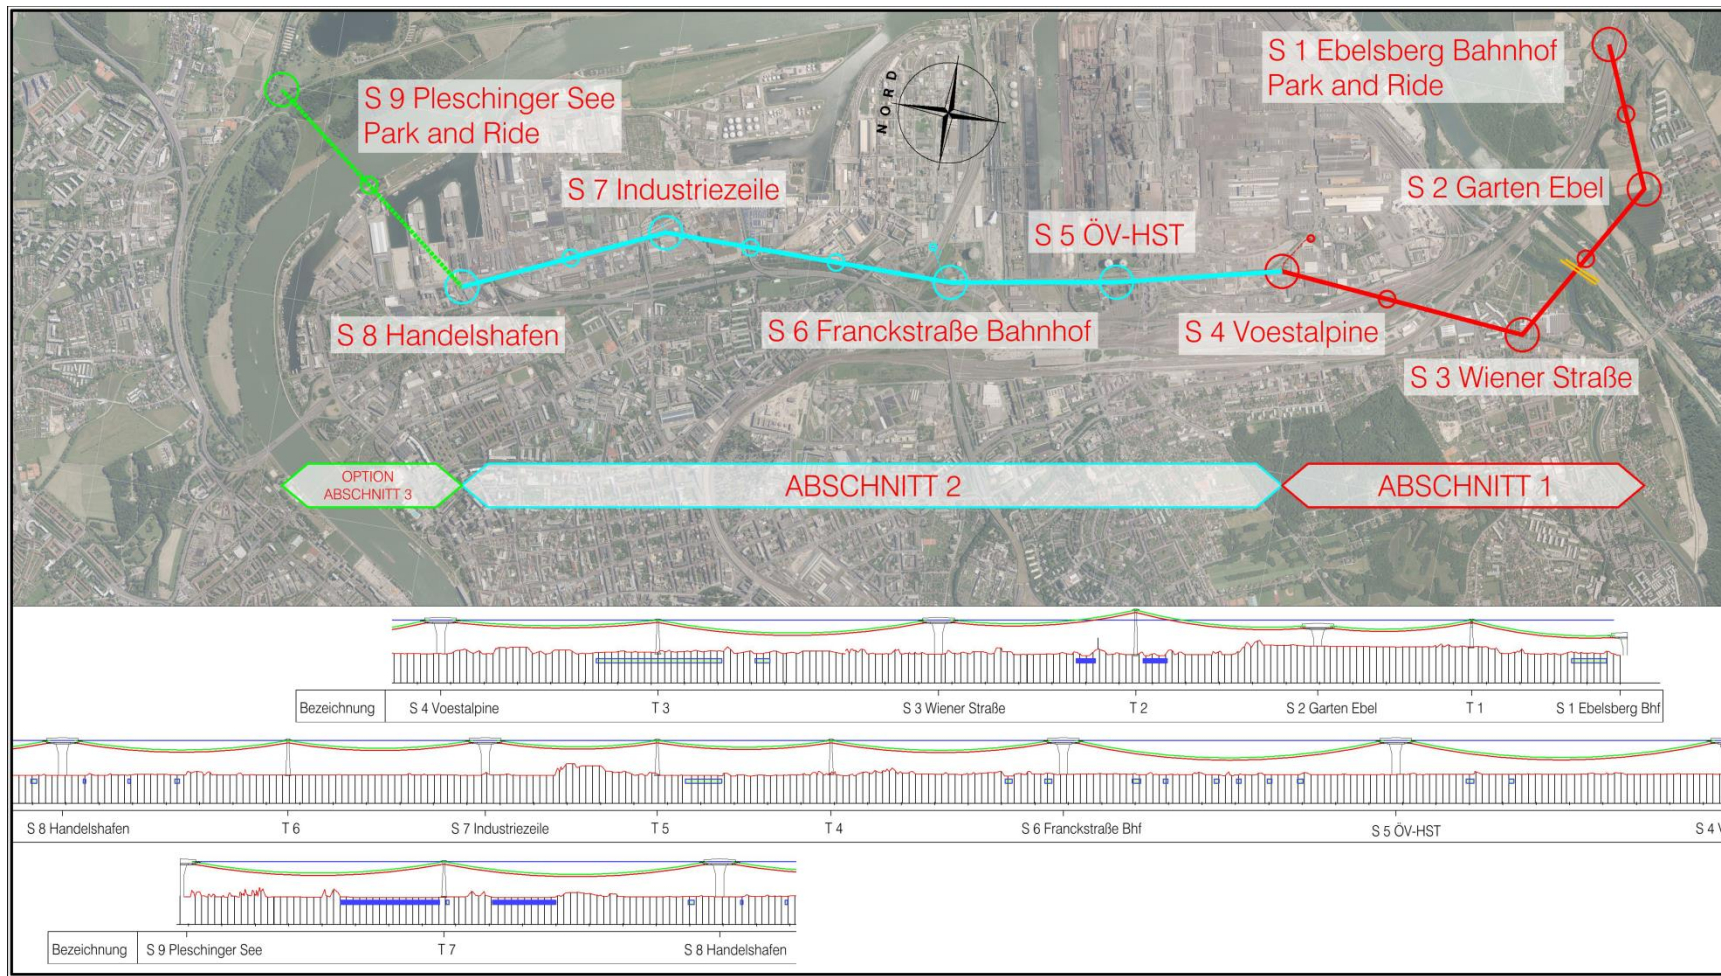 S 1 Ebelsberg Bahnhof
Park and Ride
NORD
S 9 Pleschinger See
Park and Ride
S 7 Industriezeile
S 2 Garten Ebel
S 5 ÖV-HST
S 8 Handelshafen
S 6 Franckstraße Bahnhof
S 4 Voestalpine
S 3 Wiener Straße
OPTION
ABSCHNITT 3
ABSCHNITT 2
ABSCHNITT 1
Bezeichnung S 4 Voestalpine T 3 S 3 Wiener Straße T 2 S 2 Garten Ebel T 1 S 1 Ebelsberg Bhf
S 8 Handelshafen T 6 S 7 Industriezeile T 5 T 4 S 6 Franckstraße Bhf S 5 ÖV-HST S 4 V
Bezeichnung S 9 Pleschinger See T 7 S 8 Handelshafen